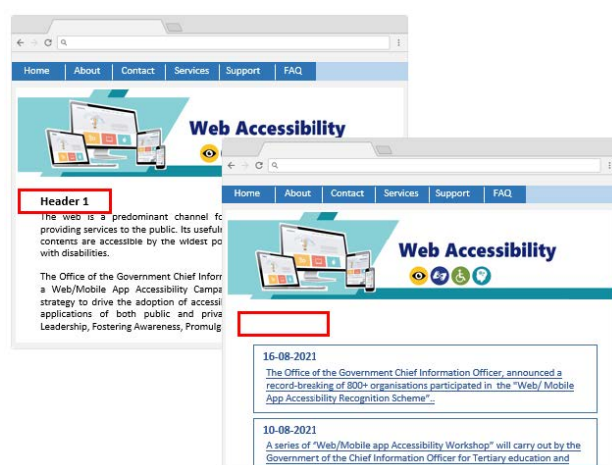 Home About Contact Services Support FAQ
Web Accessibility
Header 1
The web is a predominant channel fo
providing services to the public. Its usefuln
contents are accessible by the widest po
with disabilities.
The Office of the Government Chief Inforr
a Web/Mobile App Accessibility Campa
strategy to drive the adoption of accessil
applications of both public and priva
Leadership, Fostering Awareness, Promulg
Home About Contact Services Support FAQ
Web Accessibility
16-08-2021
The Office of the Government Chief Information Officer, announced a
record-breaking of 800+ organisations participated in the "Web/ Mobile
App Accessibility Recognition Scheme"..
10-08-2021
A series of "Web/Mobile app Accessibility Workshop" will carry out by the
Government of the Chief Information Officer for Tertiary education and